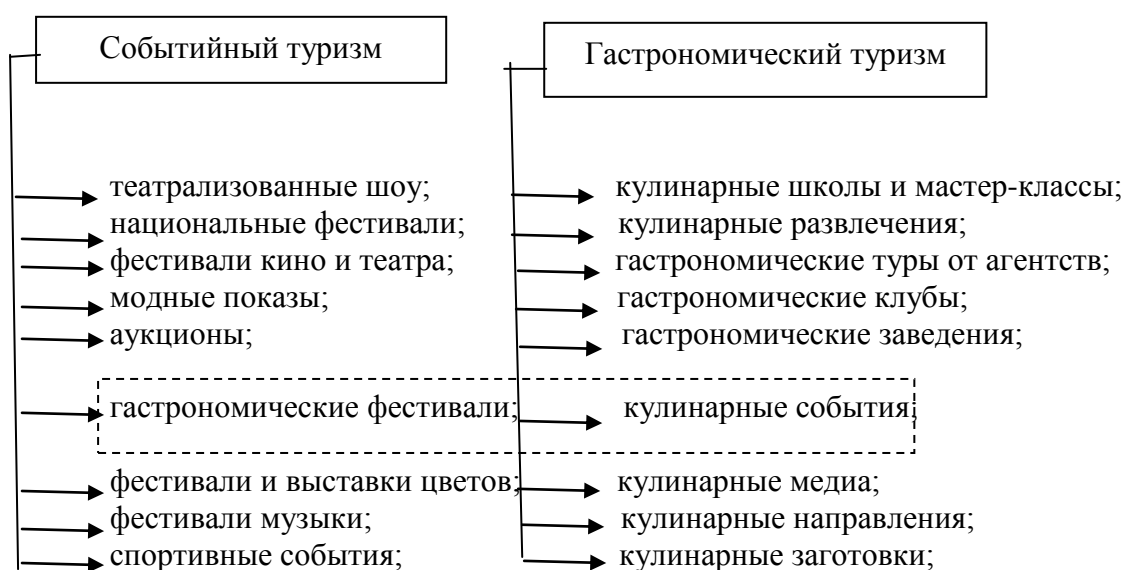 Событийный туризм
Гастрономический туризм
театрализованные шоу;
национальные фестивали;
фестивали кино и театра;
модные показы;
аукционы;
гастрономические фестивали;
фестивали и выставки цветов;
фестивали музыки;
спортивные события;
кулинарные школы и мастер-классы;
кулинарные развлечения;
гастрономические туры от агентств;
гастрономические клубы;
гастрономические заведения;
кулинарные события;
кулинарные медиа;
кулинарные направления;
кулинарные заготовки;